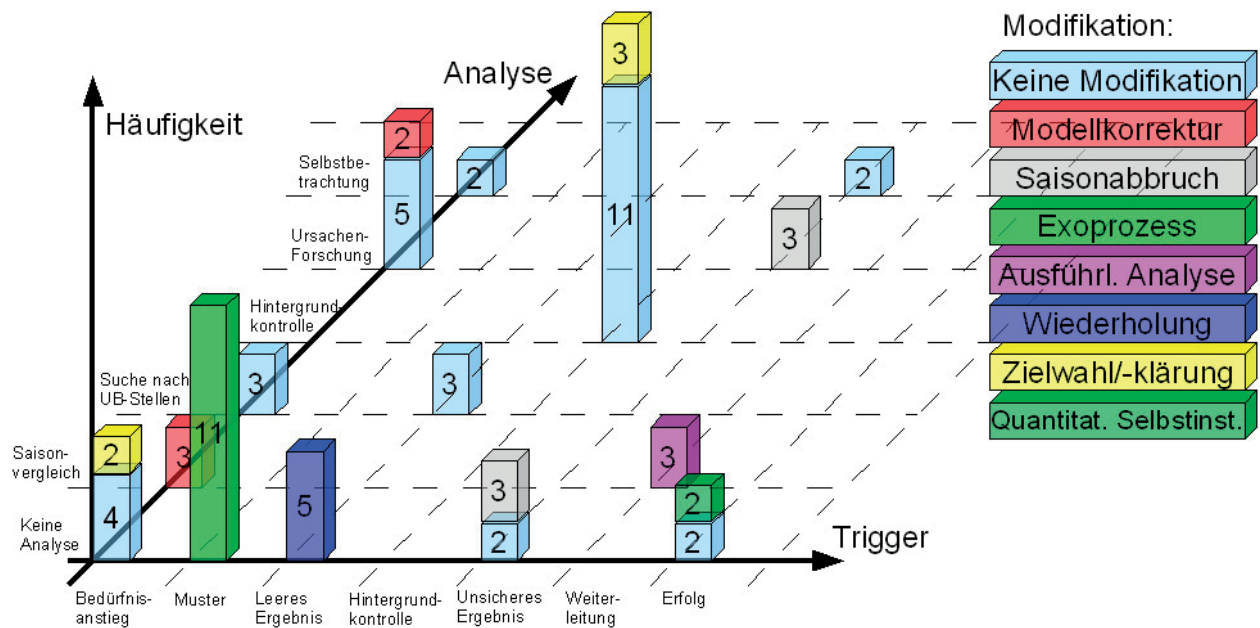 Modifikation:
Keine Modifikation
Modellkorrektur
Saisonabbruch
Exoprozess
Ausführl. Analyse
Wiederholung
Zielwahl/-klärung
Quantitat. Selbstinst.
Häufigkeit
Analyse
Trigger
Selbstbe-
trachtung
Ursachen-
Forschung
Hintergrund-
kontrolle
Suche nach
UB-Stellen
Saison-
vergleich
Keine
Analyse
3
11
2
5
2
2
3
3
3
2
4
3
11
5
3
2
3
2
2
Bedürfnis-
anstieg
Muster
Leeres
Ergebnis
Hintergrund-
kontrolle
Unsicheres
Ergebnis
Weiter-
leitung
Erfolg